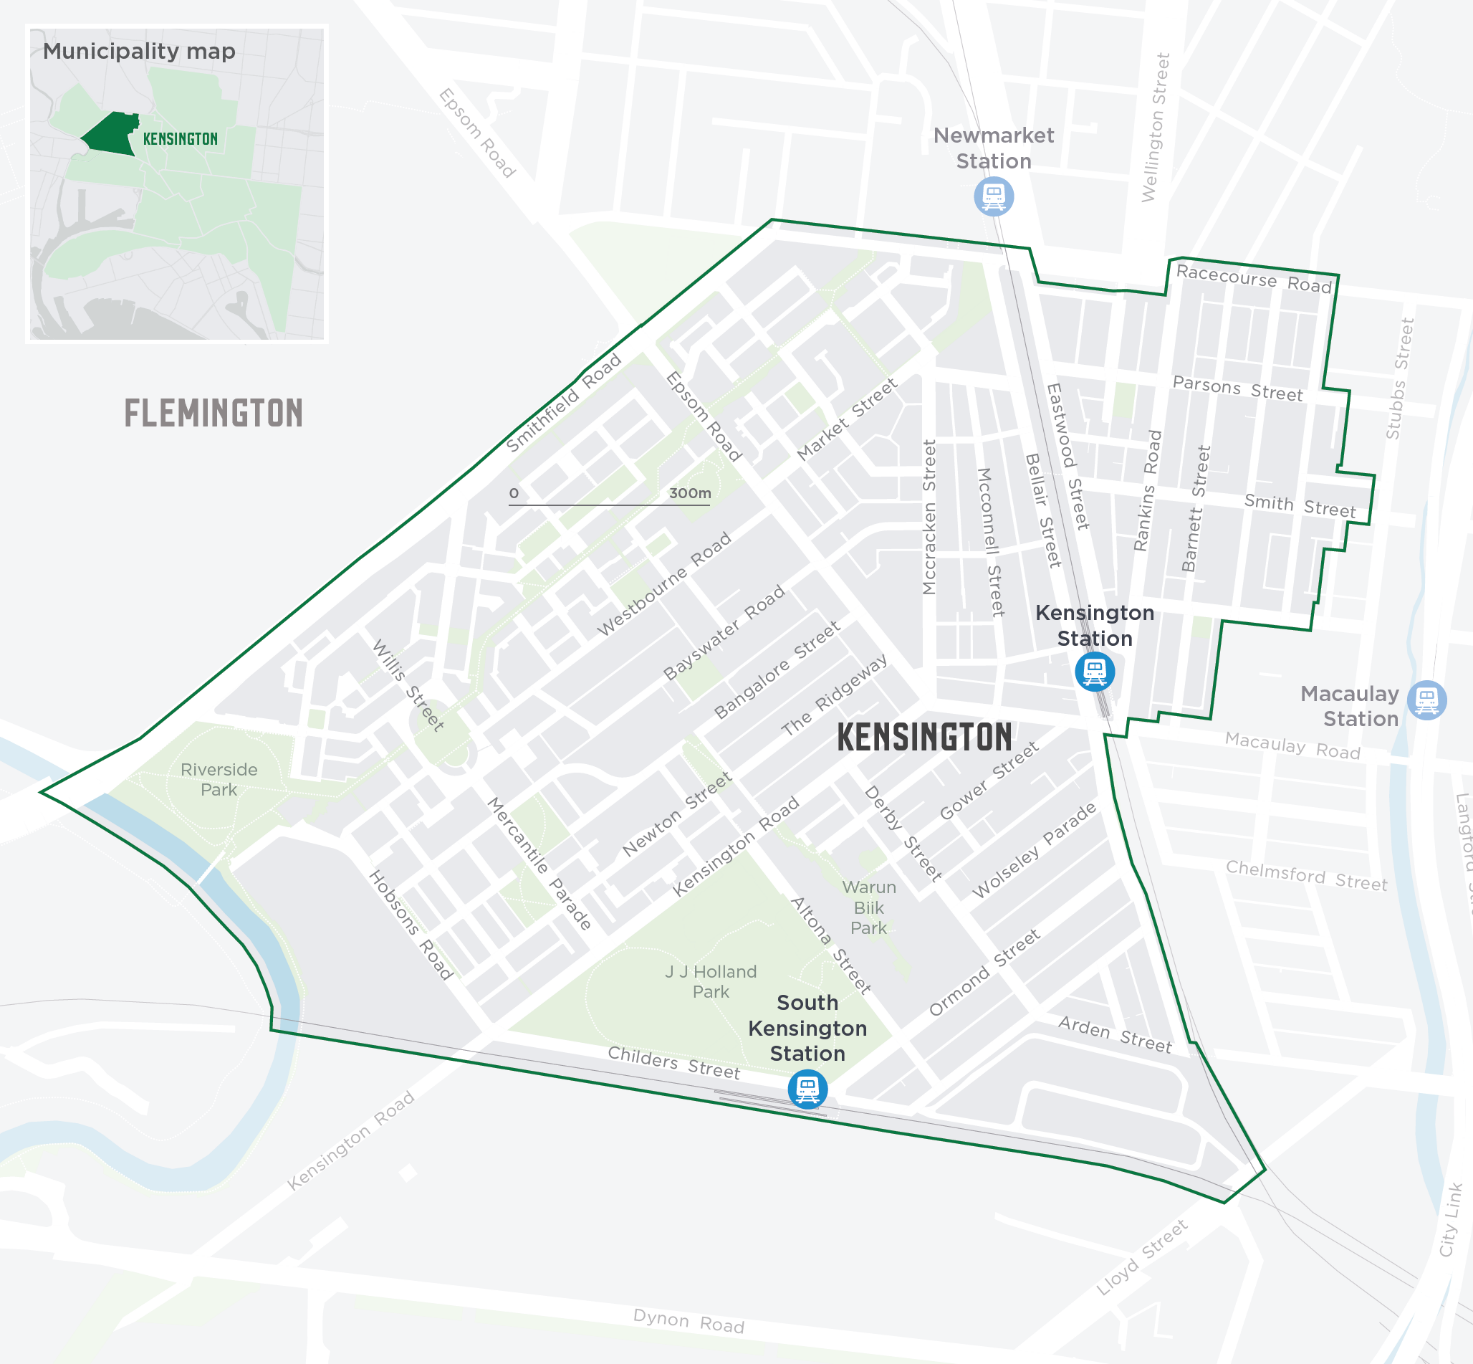 Municipality map
KENSINGTON
Epsom Road
Wellington Street
Newmarket
Station
Racecourse Road
Stubbs Street
FLEMINGTON
Smithfield Road
Epsom Road
Market Street
Parsons Street
Eastwood Street
Bellair Street
Mccracken Street
Mcconnell Street
Rankins Road
Barnett Street
Smith Street
0 300m
Westbourne Road
Bayswater Road
Bangalore Street
The Ridgeway
Kensington
Station
Willis Street
Macaulay
Station
Macaulay Road
KENSINGTON
Riverside
Park
Newton Street
Kensington Road
Mercantile Parade
Hobsons Road
Derby Street
Gower Street
Wolseley Parade
Langford Street
Chelmsford Street
Warun
Biik
Park
Altona Street
J J Holland
Park
Ormond Street
South
Kensington
Station
Arden Street
Childers Street
Kensington Road
Lloyd Street
City Link
Dynon Road